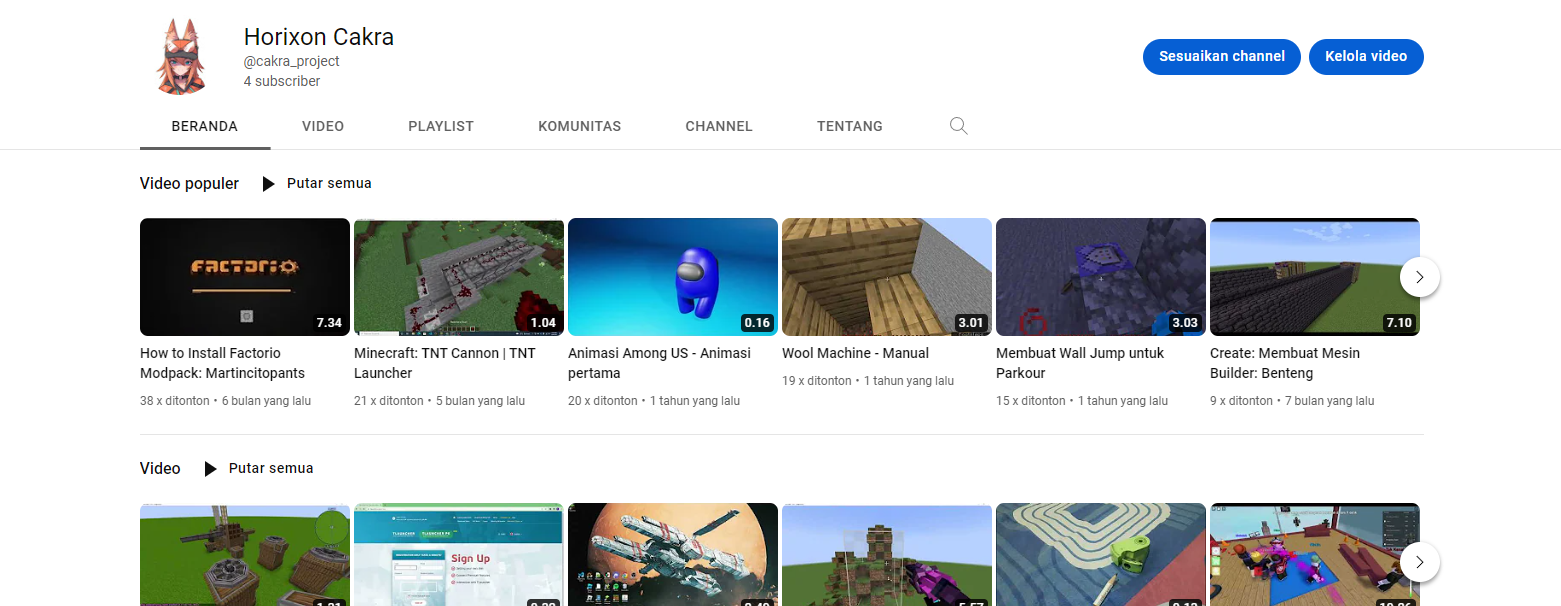 Horixon Cakra
@cakra_project
4 subscriber
Sesuaikan channel
Kelola video
BERANDA
VIDEO
PLAYLIST
KOMUNITAS
CHANNEL
TENTANG
Video populer
Putar semua
FACTORIO
7.34
1.04
0.16
3.01
3.03
7.10
How to Install Factorio
Modpack: Martincitopants
38 x ditonton • 6 bulan yang lalu
Minecraft: TNT Cannon | TNT
Launcher
21 x ditonton • 5 bulan yang lalu
Animasi Among US - Animasi
pertama
20 x ditonton • 1 tahun yang lalu
Wool Machine - Manual
19 x ditonton • 1 tahun yang lalu
Membuat Wall Jump untuk
Parkour
15 x ditonton • 1 tahun yang lalu
Create: Membuat Mesin
Builder: Benteng
9 x ditonton • 7 bulan yang lalu
Video
Putar semua
Sign Up